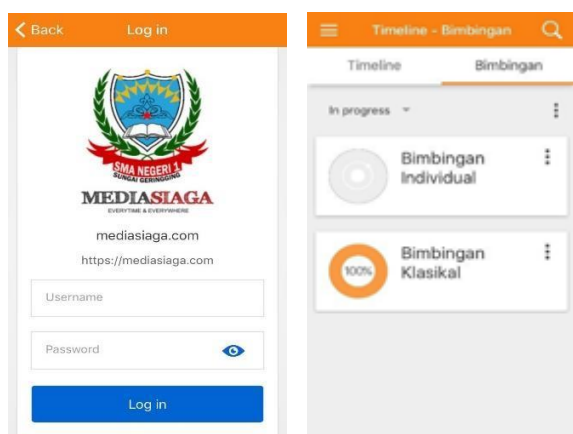 Back
Log in
SMA NEGERI 1
SUNGAI GERINGGING
MEDIASIAGA
EVERYTIME & EVERYWHERE
mediasiaga.com
https://mediasiaga.com
Username
Password
Log in
Timeline - Bimbingan
Timeline
Bimbingan
In progress
Bimbingan
Individual
100%
Bimbingan
Klasikal